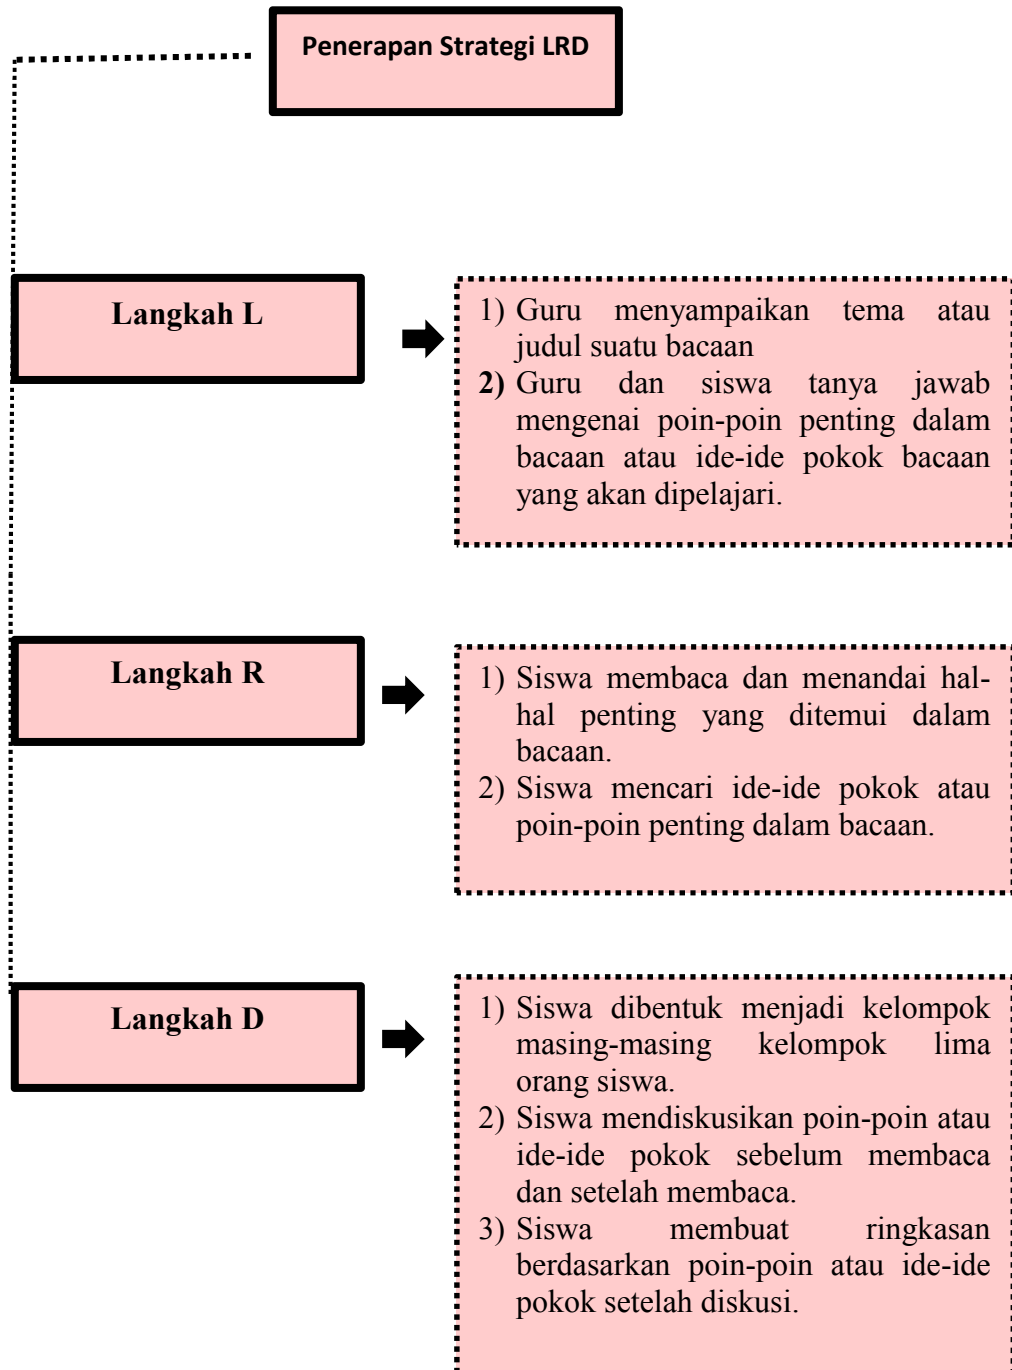 Penerapan Strategi LRD
Langkah L
1) Guru menyampaikan tema atau
judul suatu bacaan
2) Guru dan siswa tanya jawab
mengenai poin-poin penting dalam
bacaan atau ide-ide pokok bacaan
yang akan dipelajari.
Langkah R
1) Siswa membaca dan menandai hal-
hal penting yang ditemui dalam
bacaan.
2) Siswa mencari ide-ide pokok atau
poin-poin penting dalam bacaan.
Langkah D
1) Siswa dibentuk menjadi kelompok
masing-masing kelompok lima
orang siswa.
2) Siswa mendiskusikan poin-poin atau
ide-ide pokok sebelum membaca
dan setelah membaca.
3) Siswa membuat ringkasan
berdasarkan poin-poin atau ide-ide
pokok setelah diskusi.